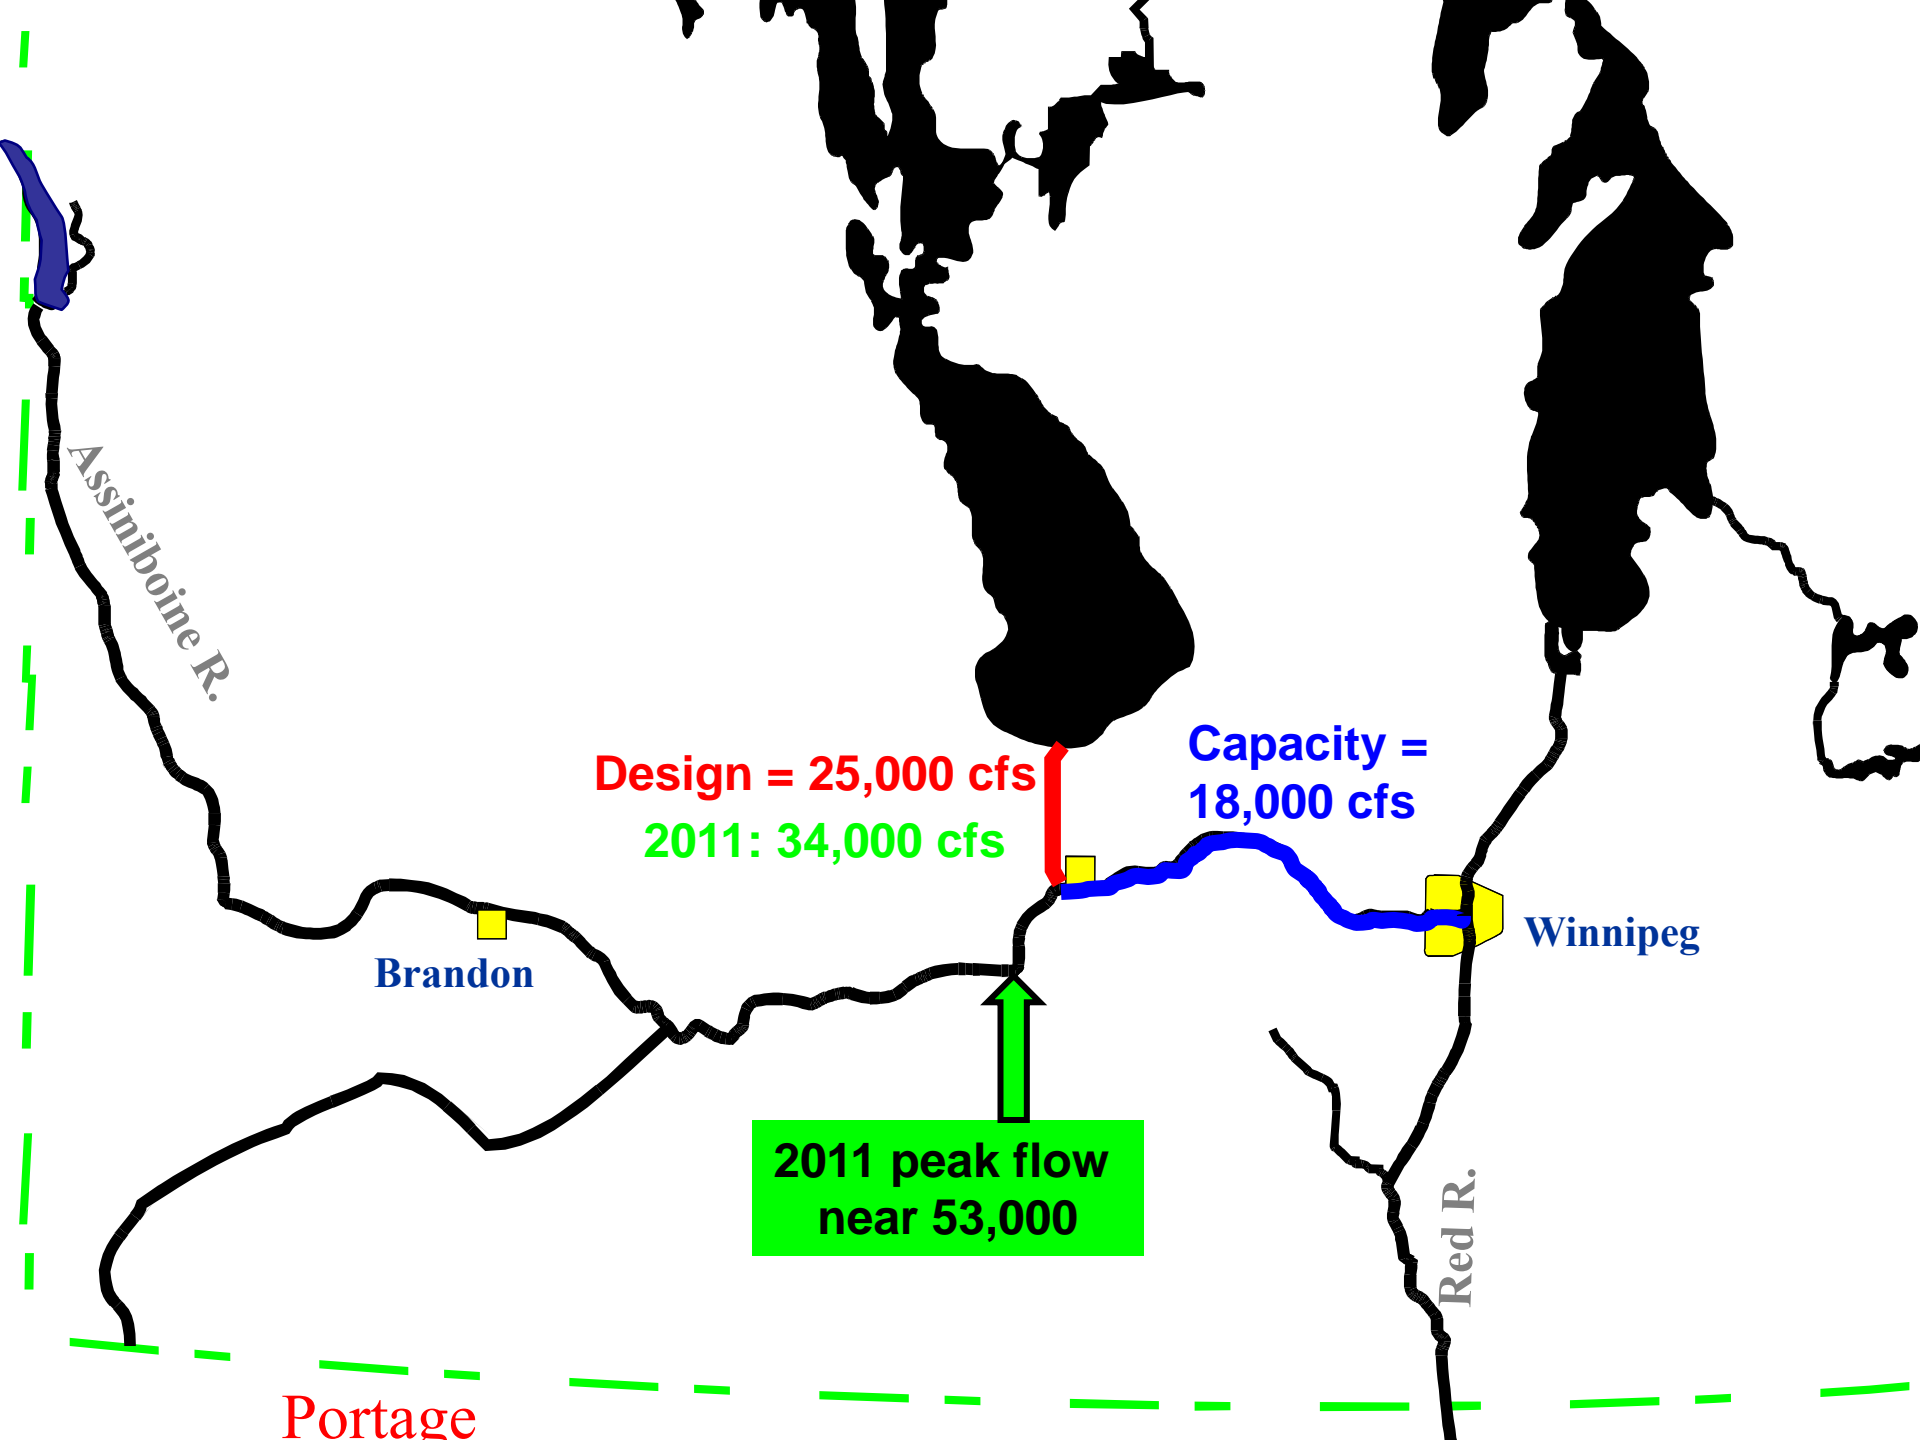 Assiniboine R.
Capacity =
18,000 cfs
Design = 25,000 cfs
2011: 34,000 cfs
Winnipeg
Brandon
2011 peak flow
near 53,000
Red R.
Portage